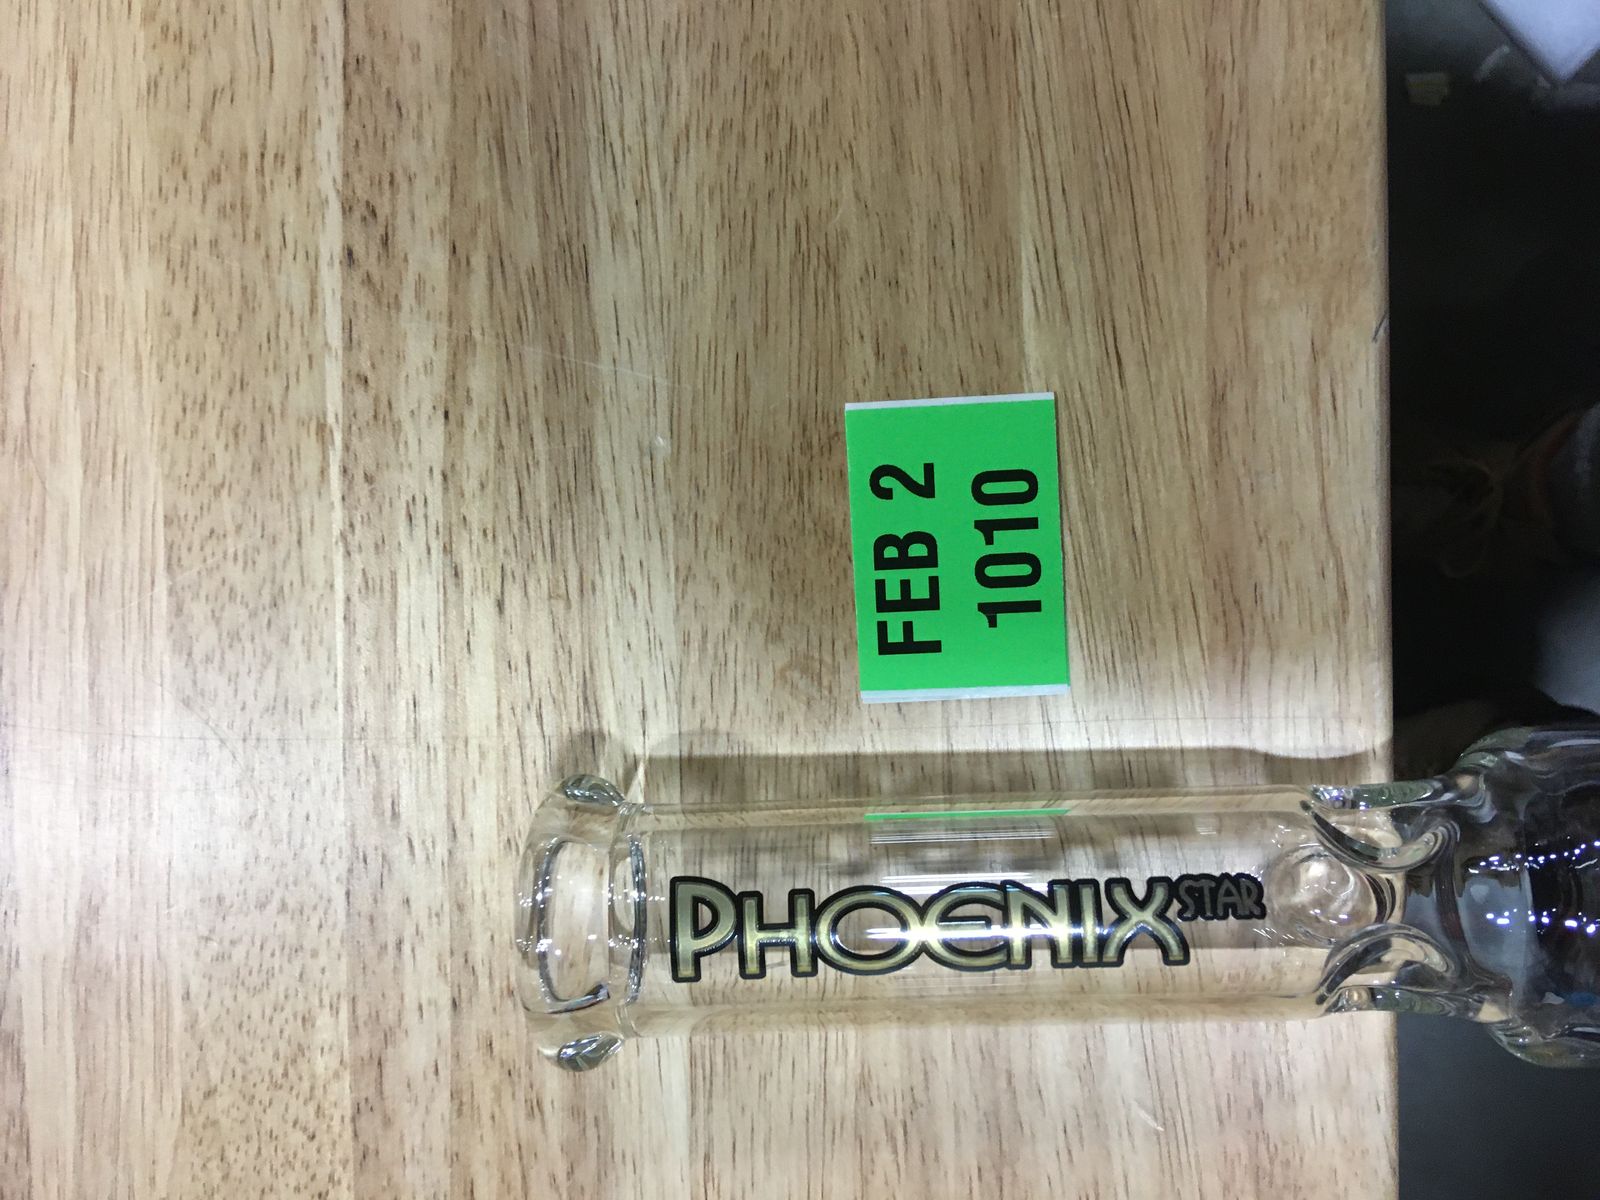 FEB 2
1010
PHOENIX STAR